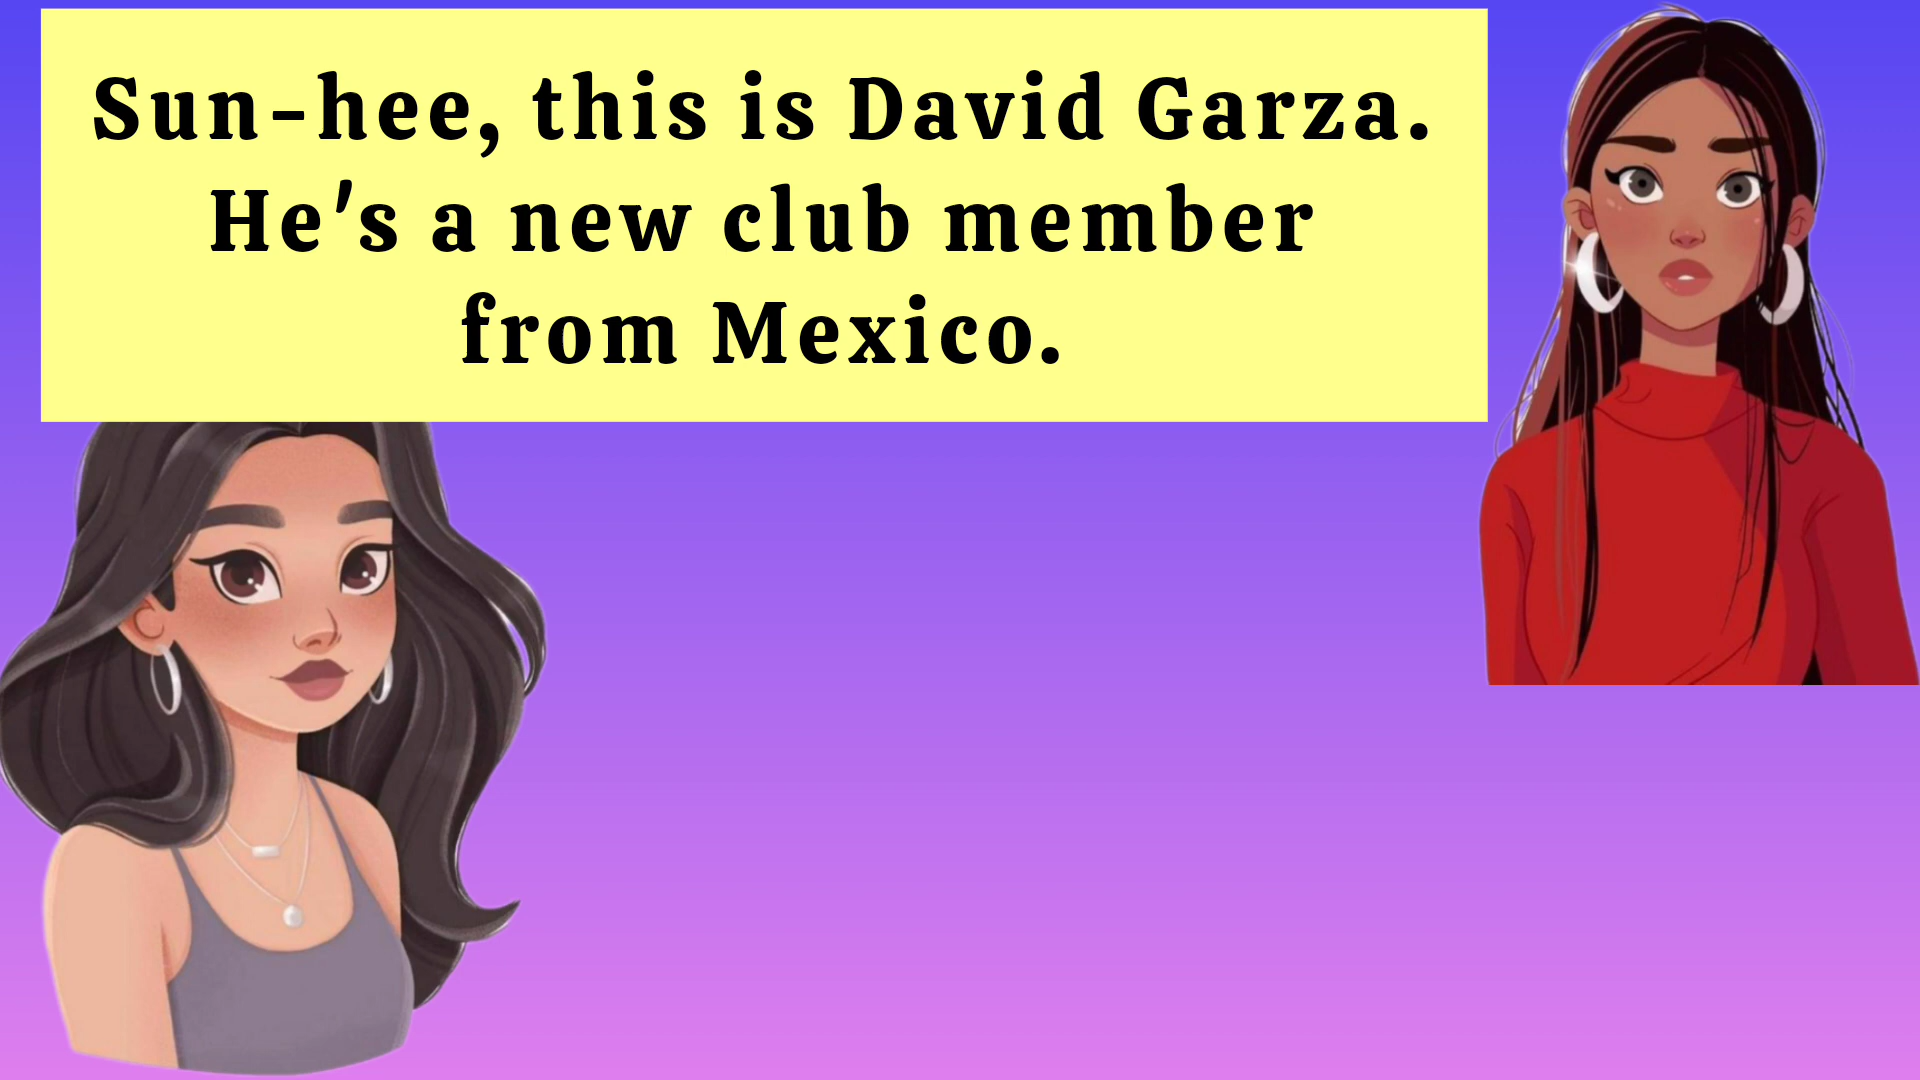 Sun-hee, this is David Garza.
He's a new club member
from Mexico.